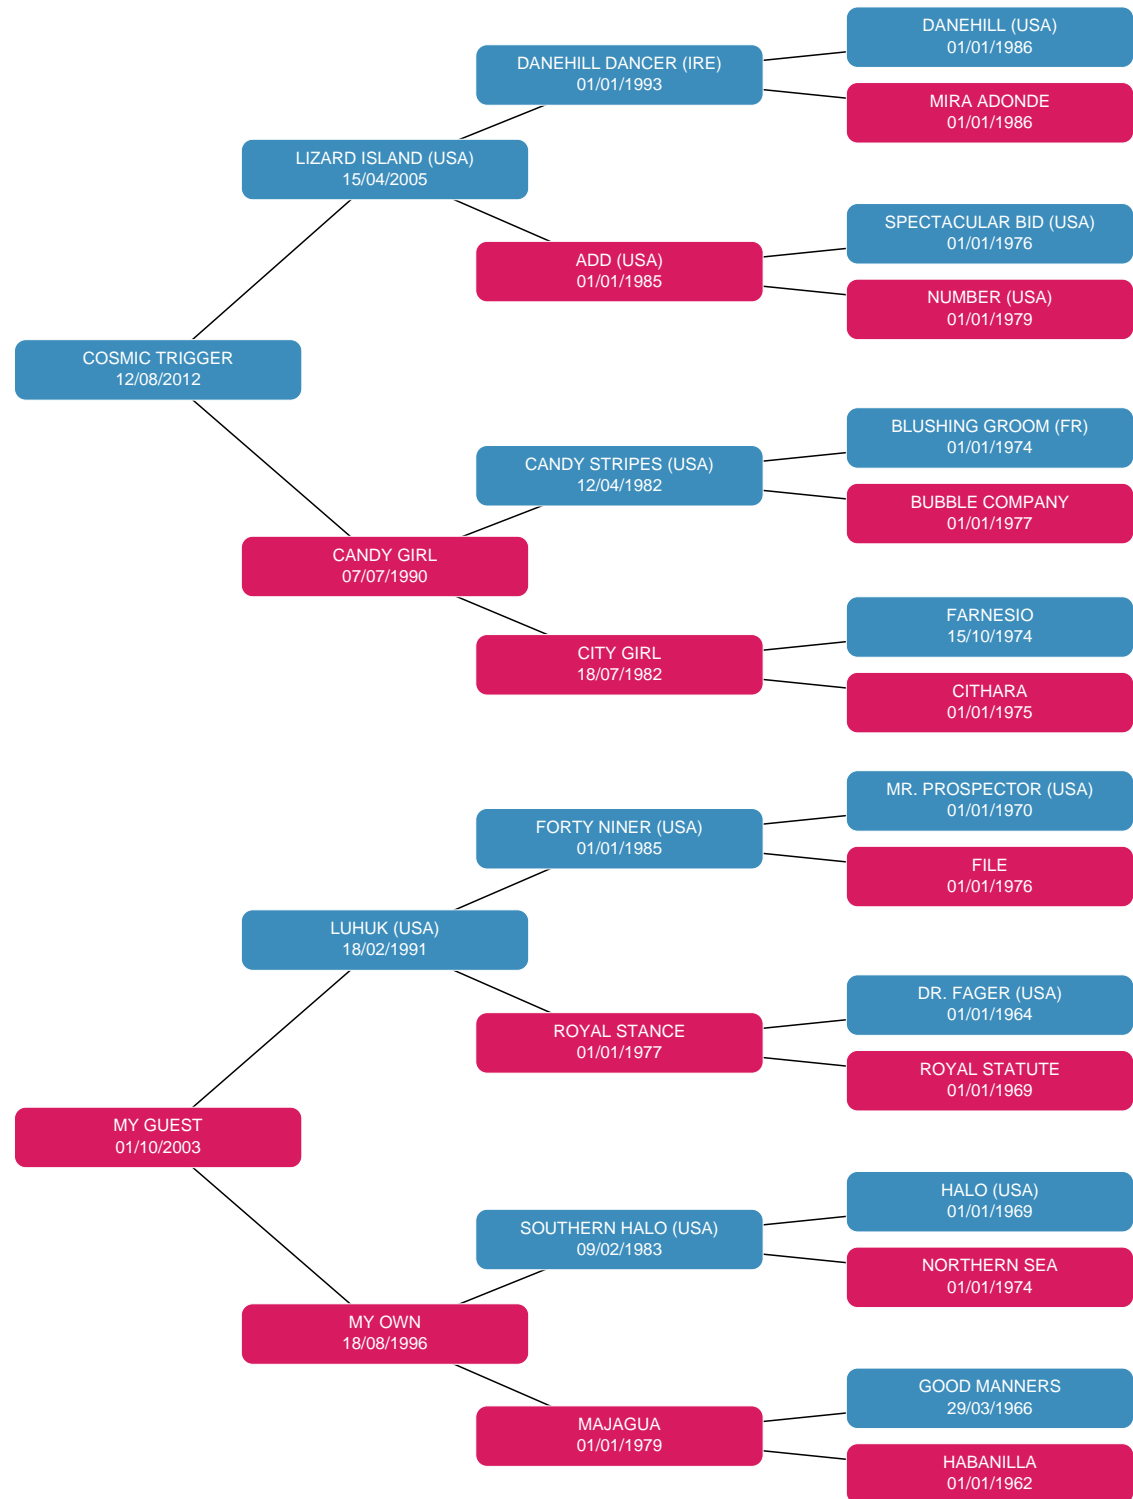 DANEHILL (USA)
01/01/1986
DANEHILL DANCER (IRE)
01/01/1993
MIRA ADONDE
01/01/1986
LIZARD ISLAND (USA)
15/04/2005
SPECTACULAR BID (USA)
01/01/1976
ADD (USA)
01/01/1985
NUMBER (USA)
01/01/1979
COSMIC TRIGGER
12/08/2012
BLUSHING GROOM (FR)
01/01/1974
CANDY STRIPES (USA)
12/04/1982
BUBBLE COMPANY
01/01/1977
CANDY GIRL
07/07/1990
FARNESIO
15/10/1974
CITY GIRL
18/07/1982
CITHARA
01/01/1975
MR. PROSPECTOR (USA)
01/01/1970
FORTY NINER (USA)
01/01/1985
FILE
01/01/1976
LUHUK (USA)
18/02/1991
DR. FAGER (USA)
01/01/1964
ROYAL STANCE
01/01/1977
ROYAL STATUTE
01/01/1969
MY GUEST
01/10/2003
HALO (USA)
01/01/1969
SOUTHERN HALO (USA)
09/02/1983
NORTHERN SEA
01/01/1974
MY OWN
18/08/1996
GOOD MANNERS
29/03/1966
MAJAGUA
01/01/1979
HABANILLA
01/01/1962